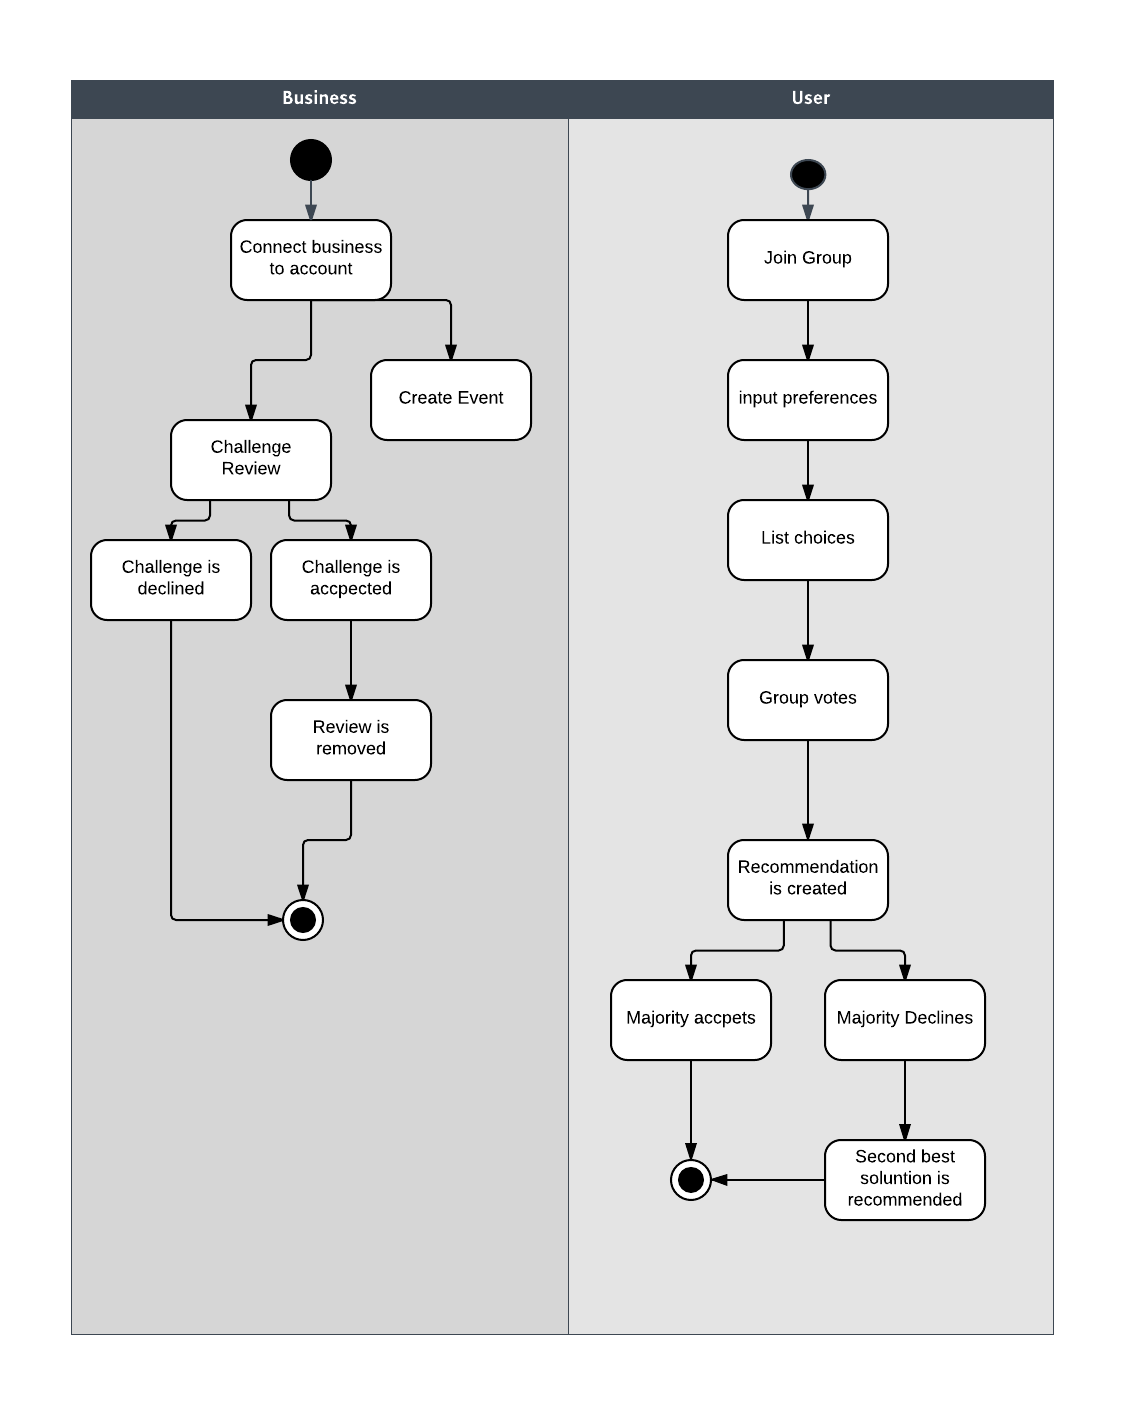 Business
User
Connect business
to account
Create Event
Challenge
Review
Challenge is
declined
Challenge is
accpected
Review is
removed
Join Group
input preferences
List choices
Group votes
Recommendation
is created
Majority accpets
Majority Declines
Second best
soluntion is
recommended